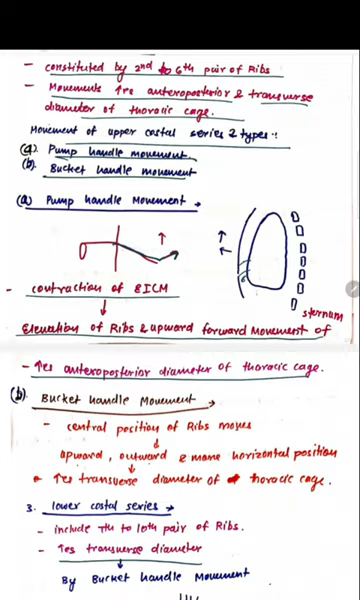 - constituted by 2nd to 6th pair of Ribs
- Movements ↑es anteroposterior & transverse
diameter of thoracic cage.
Movement of upper costal series 2 types :-
(a). Pump handle movement.
(b). Bucket handle movement
(a) Pump handle Movement →
- contraction of EICM
sternum
Elevation of Ribs & upward forward Movement of
- ↑es anteroposterior diameter of thoracic cage.
(b). Bucket handle Movement
- central position of Ribs moves
upward, outward & more horizontal position
↑es transverse diameter of thoracic cage.
3. lower costal series →
- include 7th to 10th pair of Ribs.
- ↑es transverse diameter
By Bucket handle Movement